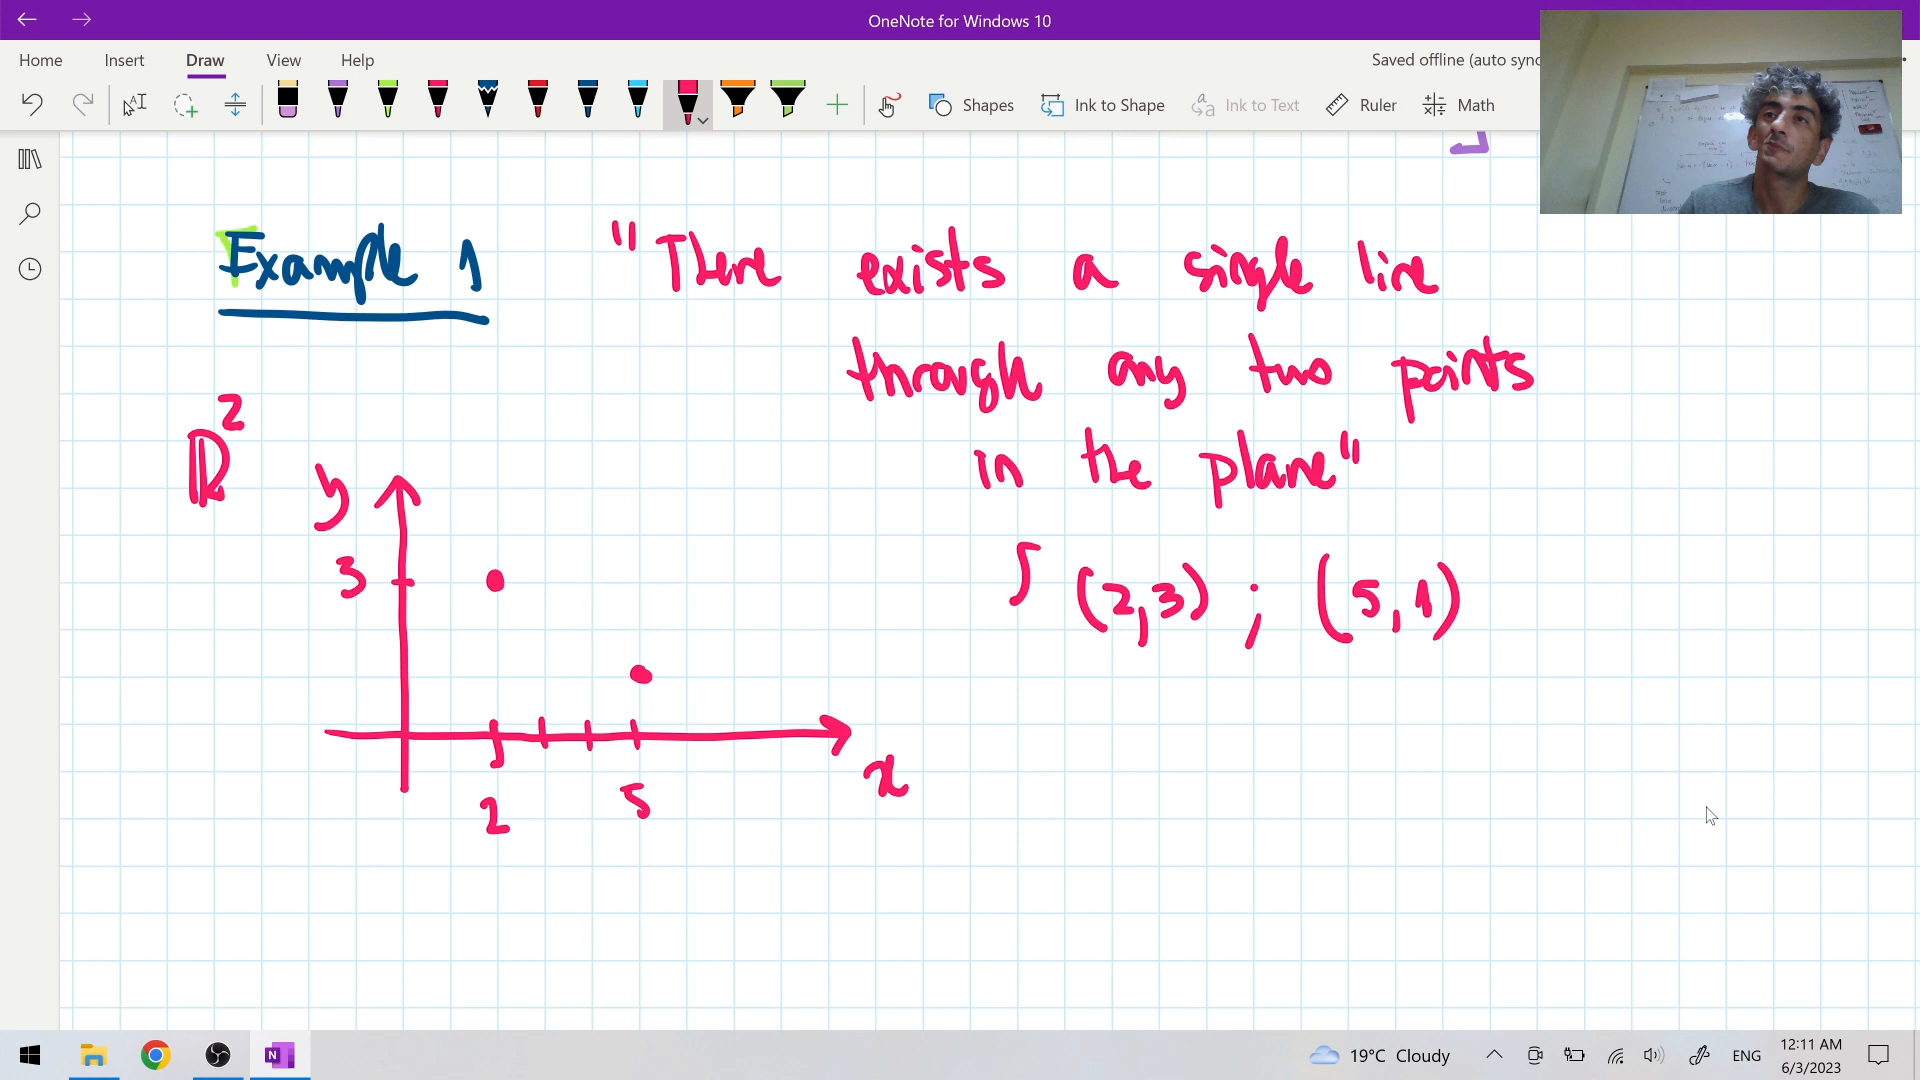 OneNote for Windows 10
Home Insert Draw View Help
Saved offline (auto sync
Shapes Ink to Shape Ink to Text Ruler Math
Example 1
"There exists a single line
through any two points
in the plane"
ℝ²
y
3
(2,3) ; (5,1)
x
2 5
19°C Cloudy
ENG
12:11 AM
6/3/2023